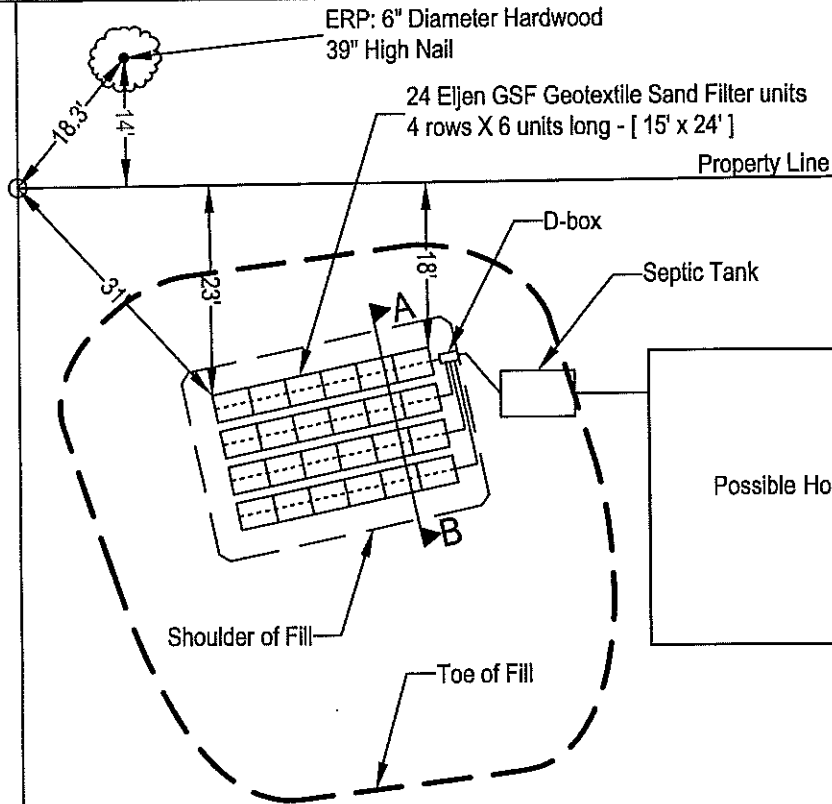 ERP: 6" Diameter Hardwood
39" High Nail
24 Eljen GSF Geotextile Sand Filter units
4 rows X 6 units long - [ 15' x 24' ]
18.3'
14'
Property Line
D-box
31'
23'
18'
Septic Tank
A
Possible Ho
B
Shoulder of Fill
Toe of Fill